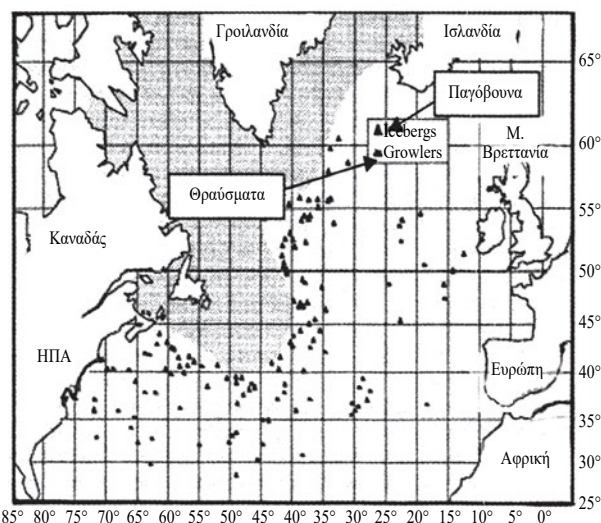 Γροιλανδία
Ισλανδία
65°
Παγόβουνα
Icebergs
Growlers
60°
Μ.
Βρεττανία
Θραύσματα
55°
Καναδάς
50°
45°
ΗΠΑ
Ευρώπη
40°
35°
Αφρική
30°
25°
85° 80° 75° 70° 65° 60° 55° 50° 45° 40° 35° 30° 25° 20° 15° 10° 5° 0°